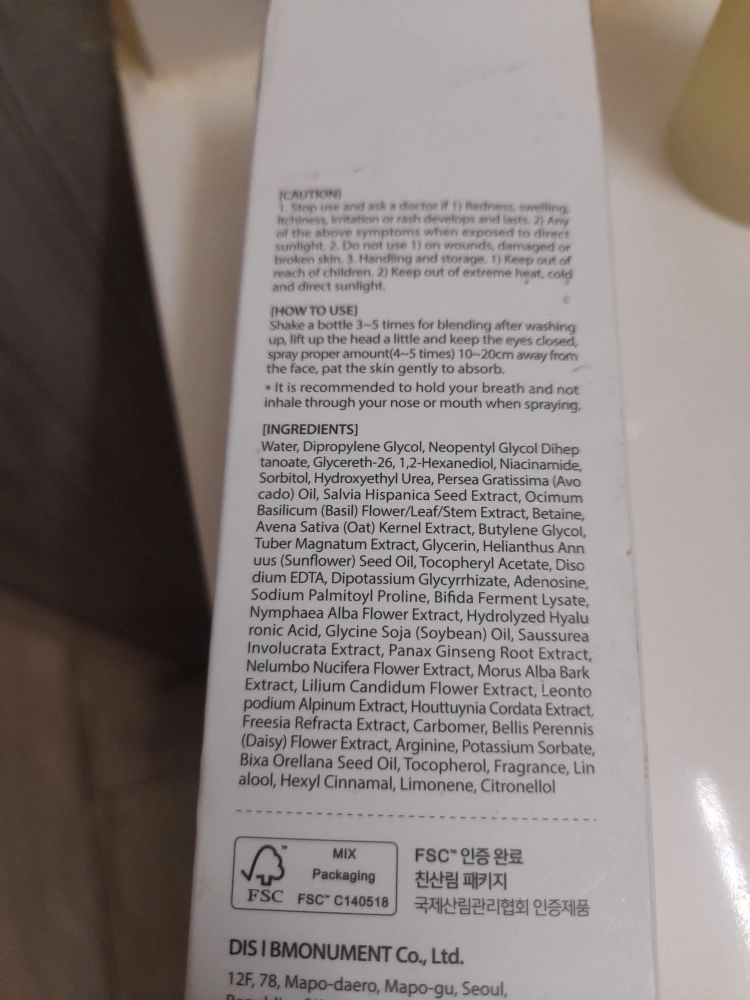 [CAUTION]
1. Stop use and ask a doctor if 1) Redness, swelling,
Itchiness, Irritation or rash develops and lasts. 2) Any
of the above symptoms when exposed to direct
sunlight. 2. Do not use 1) on wounds, damaged or
broken skin. 3. Handling and storage. 1) Keep out of
reach of children. 2) Keep out of extreme heat, cold
and direct sunlight.
[HOW TO USE]
Shake a bottle 3~5 times for blending after washing
up, lift up the head a little and keep the eyes closed,
spray proper amount(4~5 times) 10~20cm away from
the face, pat the skin gently to absorb.
* It is recommended to hold your breath and not
inhale through your nose or mouth when spraying.
[INGREDIENTS]
Water, Dipropylene Glycol, Neopentyl Glycol Dihep
tanoate, Glycereth-26, 1,2-Hexanediol, Niacinamide,
Sorbitol, Hydroxyethyl Urea, Persea Gratissima (Avo
cado) Oil, Salvia Hispanica Seed Extract, Ocimum
Basilicum (Basil) Flower/Leaf/Stem Extract, Betaine,
Avena Sativa (Oat) Kernel Extract, Butylene Glycol,
Tuber Magnatum Extract, Glycerin, Helianthus Ann
uus (Sunflower) Seed Oil, Tocopheryl Acetate, Diso
dium EDTA, Dipotassium Glycyrrhizate, Adenosine,
Sodium Palmitoyl Proline, Bifida Ferment Lysate,
Nymphaea Alba Flower Extract, Hydrolyzed Hyalu
ronic Acid, Glycine Soja (Soybean) Oil, Saussurea
Involucrata Extract, Panax Ginseng Root Extract,
Nelumbo Nucifera Flower Extract, Morus Alba Bark
Extract, Lilium Candidum Flower Extract, Leonto
podium Alpinum Extract, Houttuynia Cordata Extract,
Freesia Refracta Extract, Carbomer, Bellis Perennis
(Daisy) Flower Extract, Arginine, Potassium Sorbate,
Bixa Orellana Seed Oil, Tocopherol, Fragrance, Lin
alool, Hexyl Cinnamal, Limonene, Citronellol
FSC
MIX
Packaging
FSC™ C140518
FSC™ 인증 완료
친산림 패키지
국제산림관리협회 인증제품
DIS I BMONUMENT Co., Ltd.
12F, 78, Mapo-daero, Mapo-gu, Seoul,